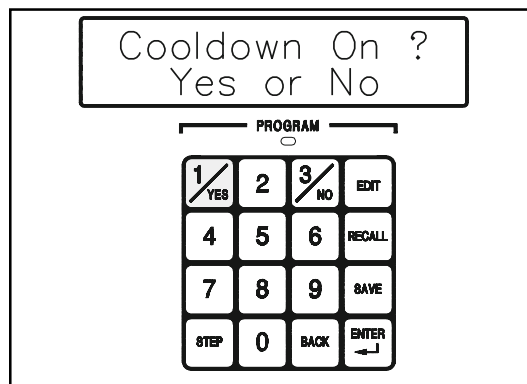 Cooldown On ?
Yes or No
PROGRAM
1/YES 2 3/NO EDIT
4 5 6 RECALL
7 8 9 SAVE
STEP 0 BACK ENTER